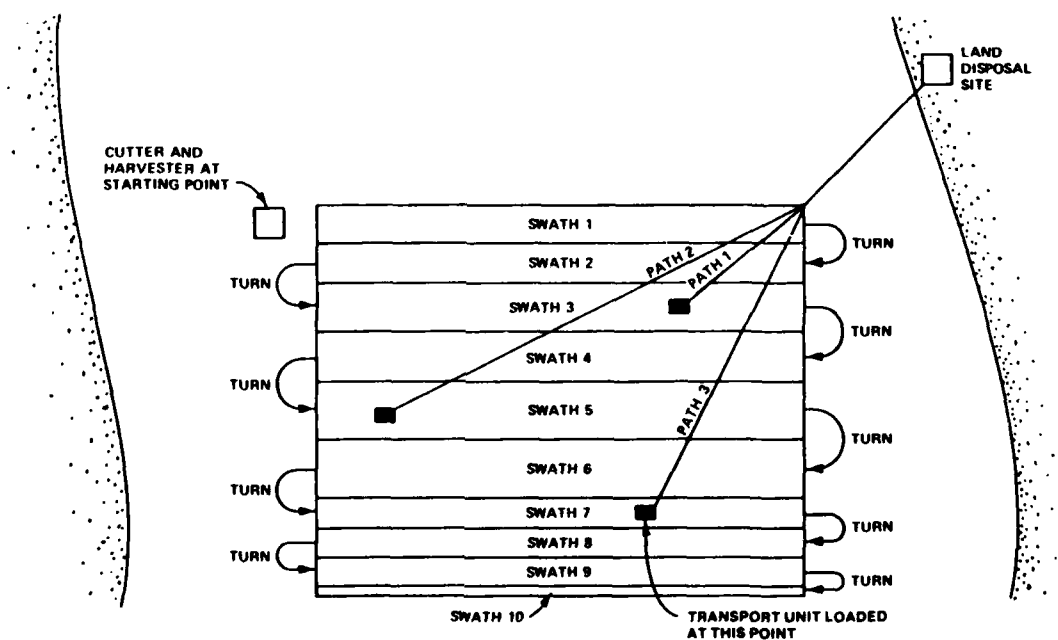 LAND
DISPOSAL
SITE
CUTTER AND
HARVESTER AT
STARTING POINT
SWATH 1
TURN
PATH 2
SWATH 2
PATH 1
TURN
SWATH 3
TURN
SWATH 4
TURN
PATH 3
SWATH 5
TURN
SWATH 6
TURN
SWATH 7
TURN
SWATH 8
TURN
SWATH 9
TURN
SWATH 10
TRANSPORT UNIT LOADED
AT THIS POINT